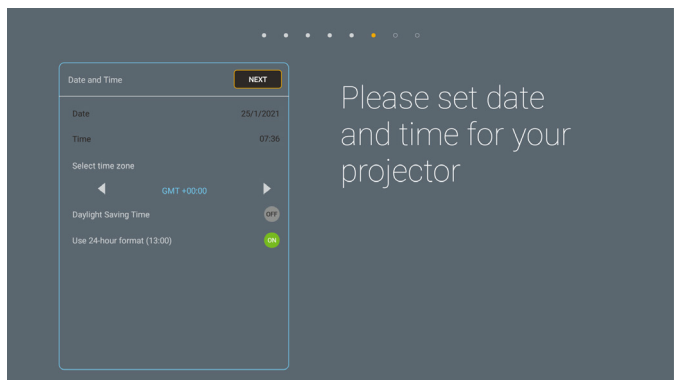 Date and Time
NEXT
Date
25/1/2021
Time
07:36
Select time zone
GMT +00:00
Daylight Saving Time
OFF
Use 24-hour format (13:00)
ON
Please set date
and time for your
projector